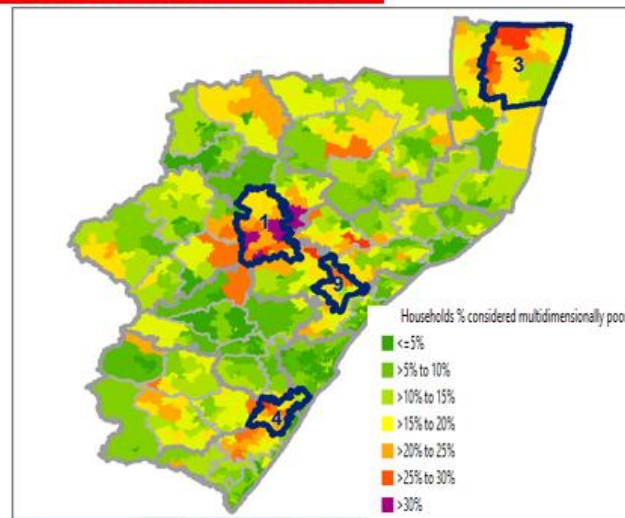 3
1
9
4
Households % considered multidimensionally poo
<=5%
>5% to 10%
>10% to 15%
>15% to 20%
>20% to 25%
>25% to 30%
>30%